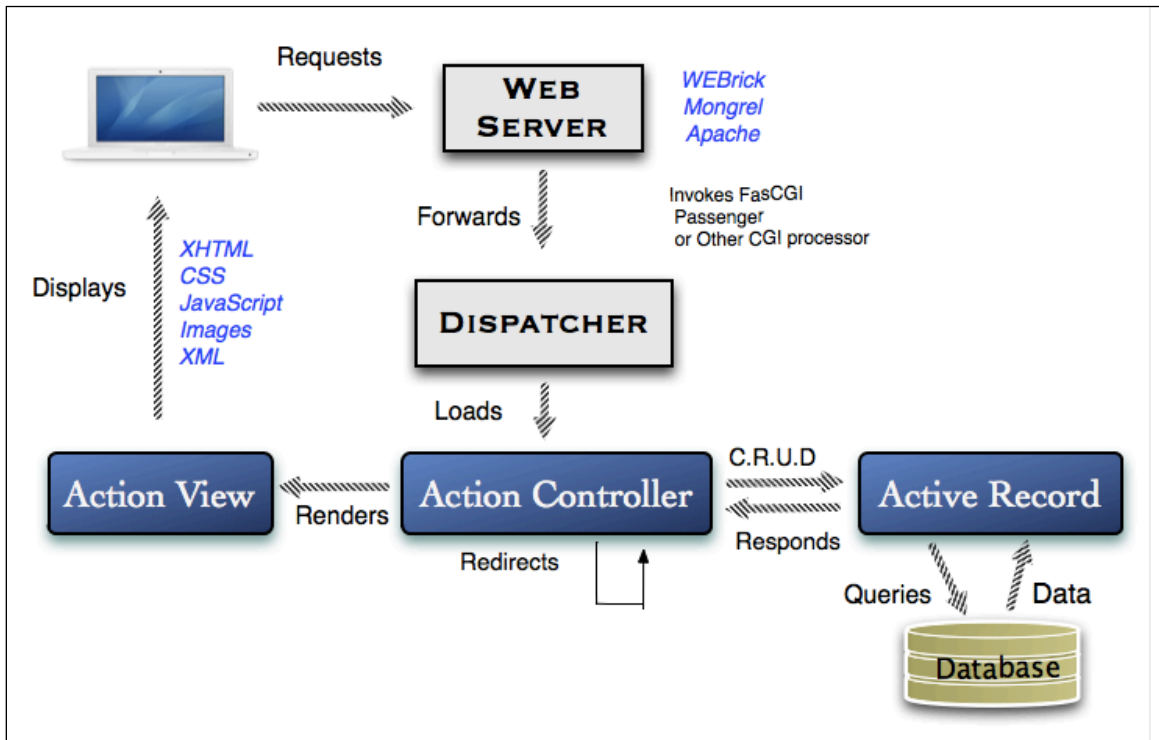 Requests
WEB
SERVER
WEBrick
Mongrel
Apache
Forwards
Invokes FasCGI
Passenger
or Other CGI processor
Displays
XHTML
CSS
JavaScript
Images
XML
DISPATCHER
Loads
Action View
Renders
Action Controller
Redirects
C.R.U.D
Responds
Active Record
Queries
Data
Database